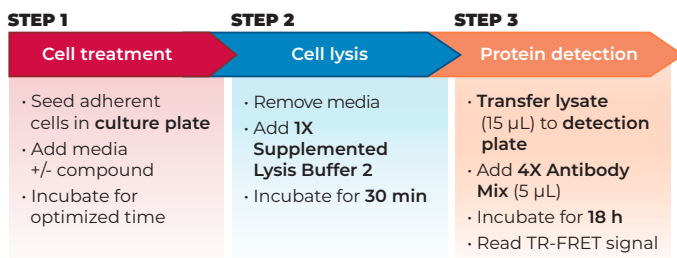 STEP 1
Cell treatment
· Seed adherent
cells in culture plate
· Add media
+/- compound
· Incubate for
optimized time
STEP 2
Cell lysis
· Remove media
· Add 1X
Supplemented
Lysis Buffer 2
· Incubate for 30 min
STEP 3
Protein detection
· Transfer lysate
(15 µL) to detection
plate
· Add 4X Antibody
Mix (5 µL)
· Incubate for 18 h
· Read TR-FRET signal